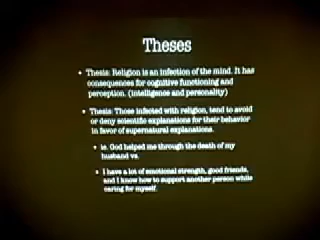 Theses
• Thesis: Religion is an infection of the mind. It has
consequences for cognitive functioning and
perception. (intelligence and personality)
• Thesis: Those infected with religion, tend to avoid
or deny scientific explanations for their behavior
in favor of supernatural explanations.
• ie. God helped me through the death of my
husband vs.
• I have a lot of emotional strength, good friends,
and I know how to support another person while
caring for myself.